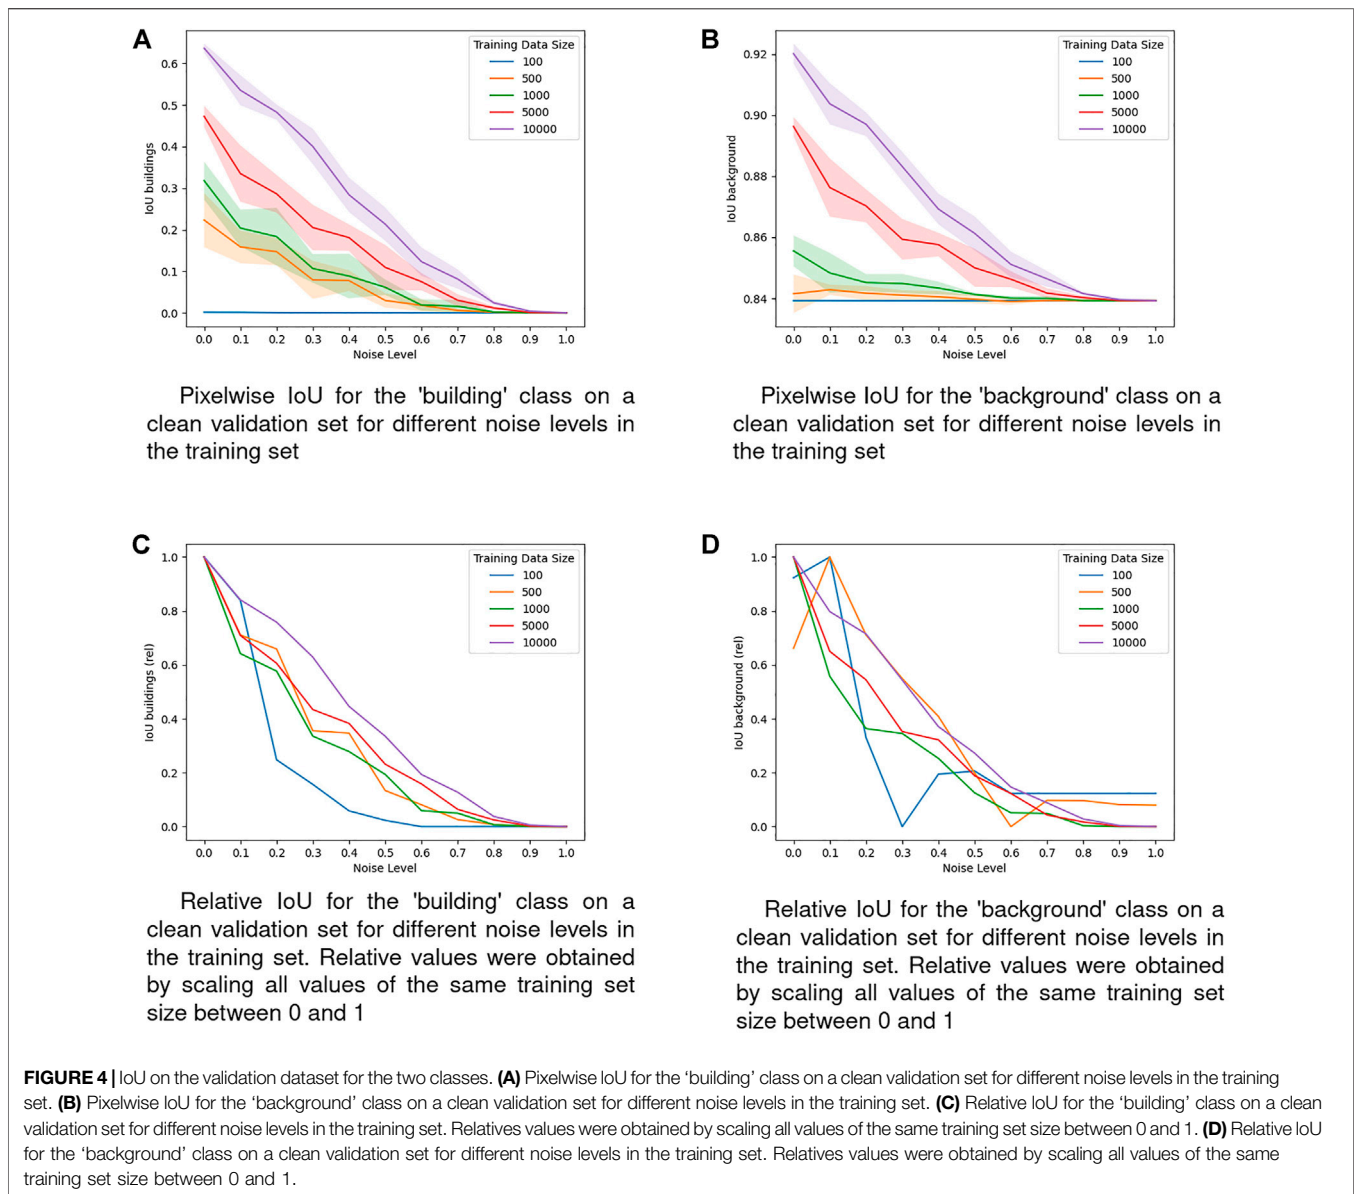 A
Training Data Size
100
500
1000
5000
10000
IoU buildings
0.6
0.5
0.4
0.3
0.2
0.1
0.0
0.0 0.1 0.2 0.3 0.4 0.5 0.6 0.7 0.8 0.9 1.0
Noise Level
Pixelwise IoU for the 'building' class on a
clean validation set for different noise levels in
the training set
B
Training Data Size
100
500
1000
5000
10000
IoU background
0.92
0.90
0.88
0.86
0.84
0.0 0.1 0.2 0.3 0.4 0.5 0.6 0.7 0.8 0.9 1.0
Noise Level
Pixelwise IoU for the 'background' class on a
clean validation set for different noise levels in
the training set
C
Training Data Size
100
500
1000
5000
10000
IoU buildings (rel)
1.0
0.8
0.6
0.4
0.2
0.0
0.0 0.1 0.2 0.3 0.4 0.5 0.6 0.7 0.8 0.9 1.0
Noise Level
Relative IoU for the 'building' class on a
clean validation set for different noise levels in
the training set. Relative values were obtained
by scaling all values of the same training set
size between 0 and 1
D
Training Data Size
100
500
1000
5000
10000
IoU background (rel)
1.0
0.8
0.6
0.4
0.2
0.0
0.0 0.1 0.2 0.3 0.4 0.5 0.6 0.7 0.8 0.9 1.0
Noise Level
Relative IoU for the 'background' class on a
clean validation set for different noise levels in
the training set. Relative values were obtained
by scaling all values of the same training set
size between 0 and 1
FIGURE 4 | IoU on the validation dataset for the two classes. (A) Pixelwise IoU for the ‘building’ class on a clean validation set for different noise levels in the training
set. (B) Pixelwise IoU for the ‘background’ class on a clean validation set for different noise levels in the training set. (C) Relative IoU for the ‘building’ class on a clean
validation set for different noise levels in the training set. Relatives values were obtained by scaling all values of the same training set size between 0 and 1. (D) Relative IoU
for the ‘background’ class on a clean validation set for different noise levels in the training set. Relatives values were obtained by scaling all values of the same
training set size between 0 and 1.